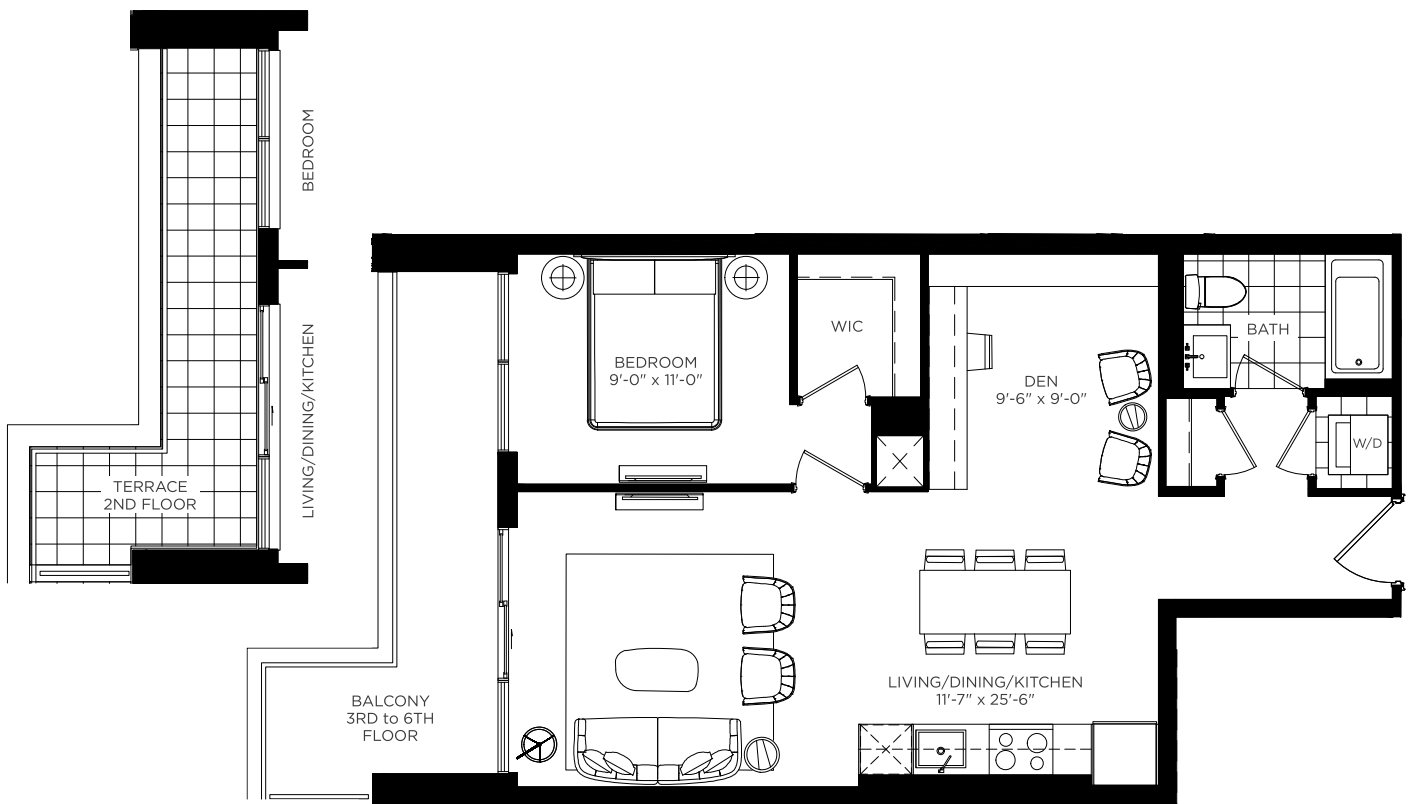 BEDROOM
LIVING/DINING/KITCHEN
TERRACE
2ND FLOOR
BEDROOM
9'-0" x 11'-0"
WIC
DEN
9'-6" x 9'-0"
BATH
W/D
LIVING/DINING/KITCHEN
11'-7" x 25'-6"
BALCONY
3RD to 6TH
FLOOR